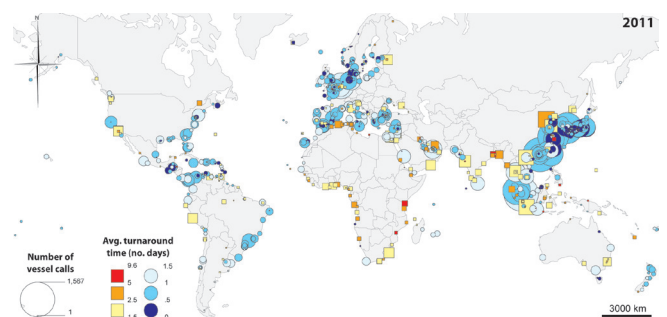 2011
N
Number of
vessel calls
1,567
1
Avg. turnaround
time (no. days)
9.6
5
2.5
1.5
1.5
1
.5
0
3000 km